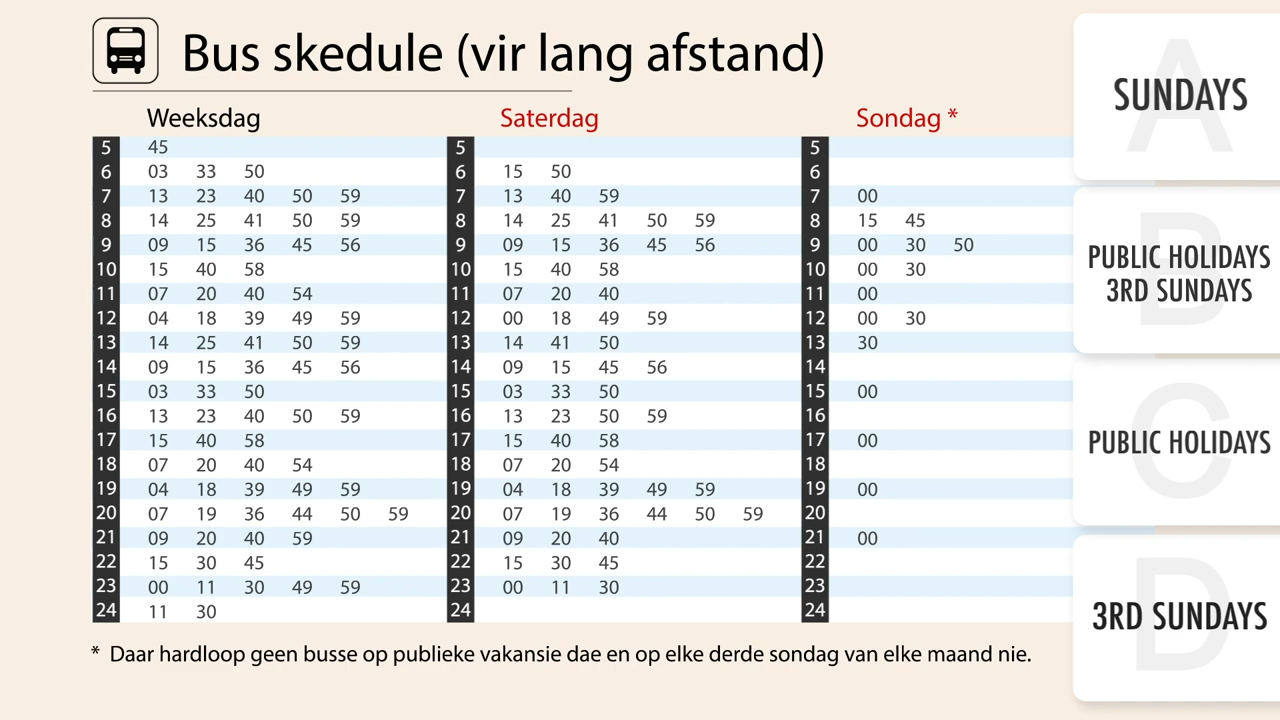 Bus skedule (vir lang afstand)
Weeksdag
5 45
6 03 33 50
7 13 23 40 50 59
8 14 25 41 50 59
9 09 15 36 45 56
10 15 40 58
11 07 20 40 54
12 04 18 39 49 59
13 14 25 41 50 59
14 09 15 36 45 56
15 03 33 50
16 13 23 40 50 59
17 15 40 58
18 07 20 40 54
19 04 18 39 49 59
20 07 19 36 44 50 59
21 09 20 40 59
22 15 30 45
23 00 11 30 49 59
24 11 30
Saterdag
5
6 15 50
7 13 40 59
8 14 25 41 50 59
9 09 15 36 45 56
10 15 40 58
11 07 20 40
12 00 18 49 59
13 14 41 50
14 09 15 45 56
15 03 33 50
16 13 23 50 59
17 15 40 58
18 07 20 54
19 04 18 39 49 59
20 07 19 36 44 50 59
21 09 20 40
22 15 30 45
23 00 11 30
24
Sondag *
5
6
7 00
8 15 45
9 00 30 50
10 00 30
11 00
12 00 30
13 30
14
15 00
16
17 00
18
19 00
20
21 00
22
23
24
* Daar hardloop geen busse op publieke vakansie dae en op elke derde sondag van elke maand nie.
A
SUNDAYS
B
PUBLIC HOLIDAYS
3RD SUNDAYS
C
PUBLIC HOLIDAYS
D
3RD SUNDAYS